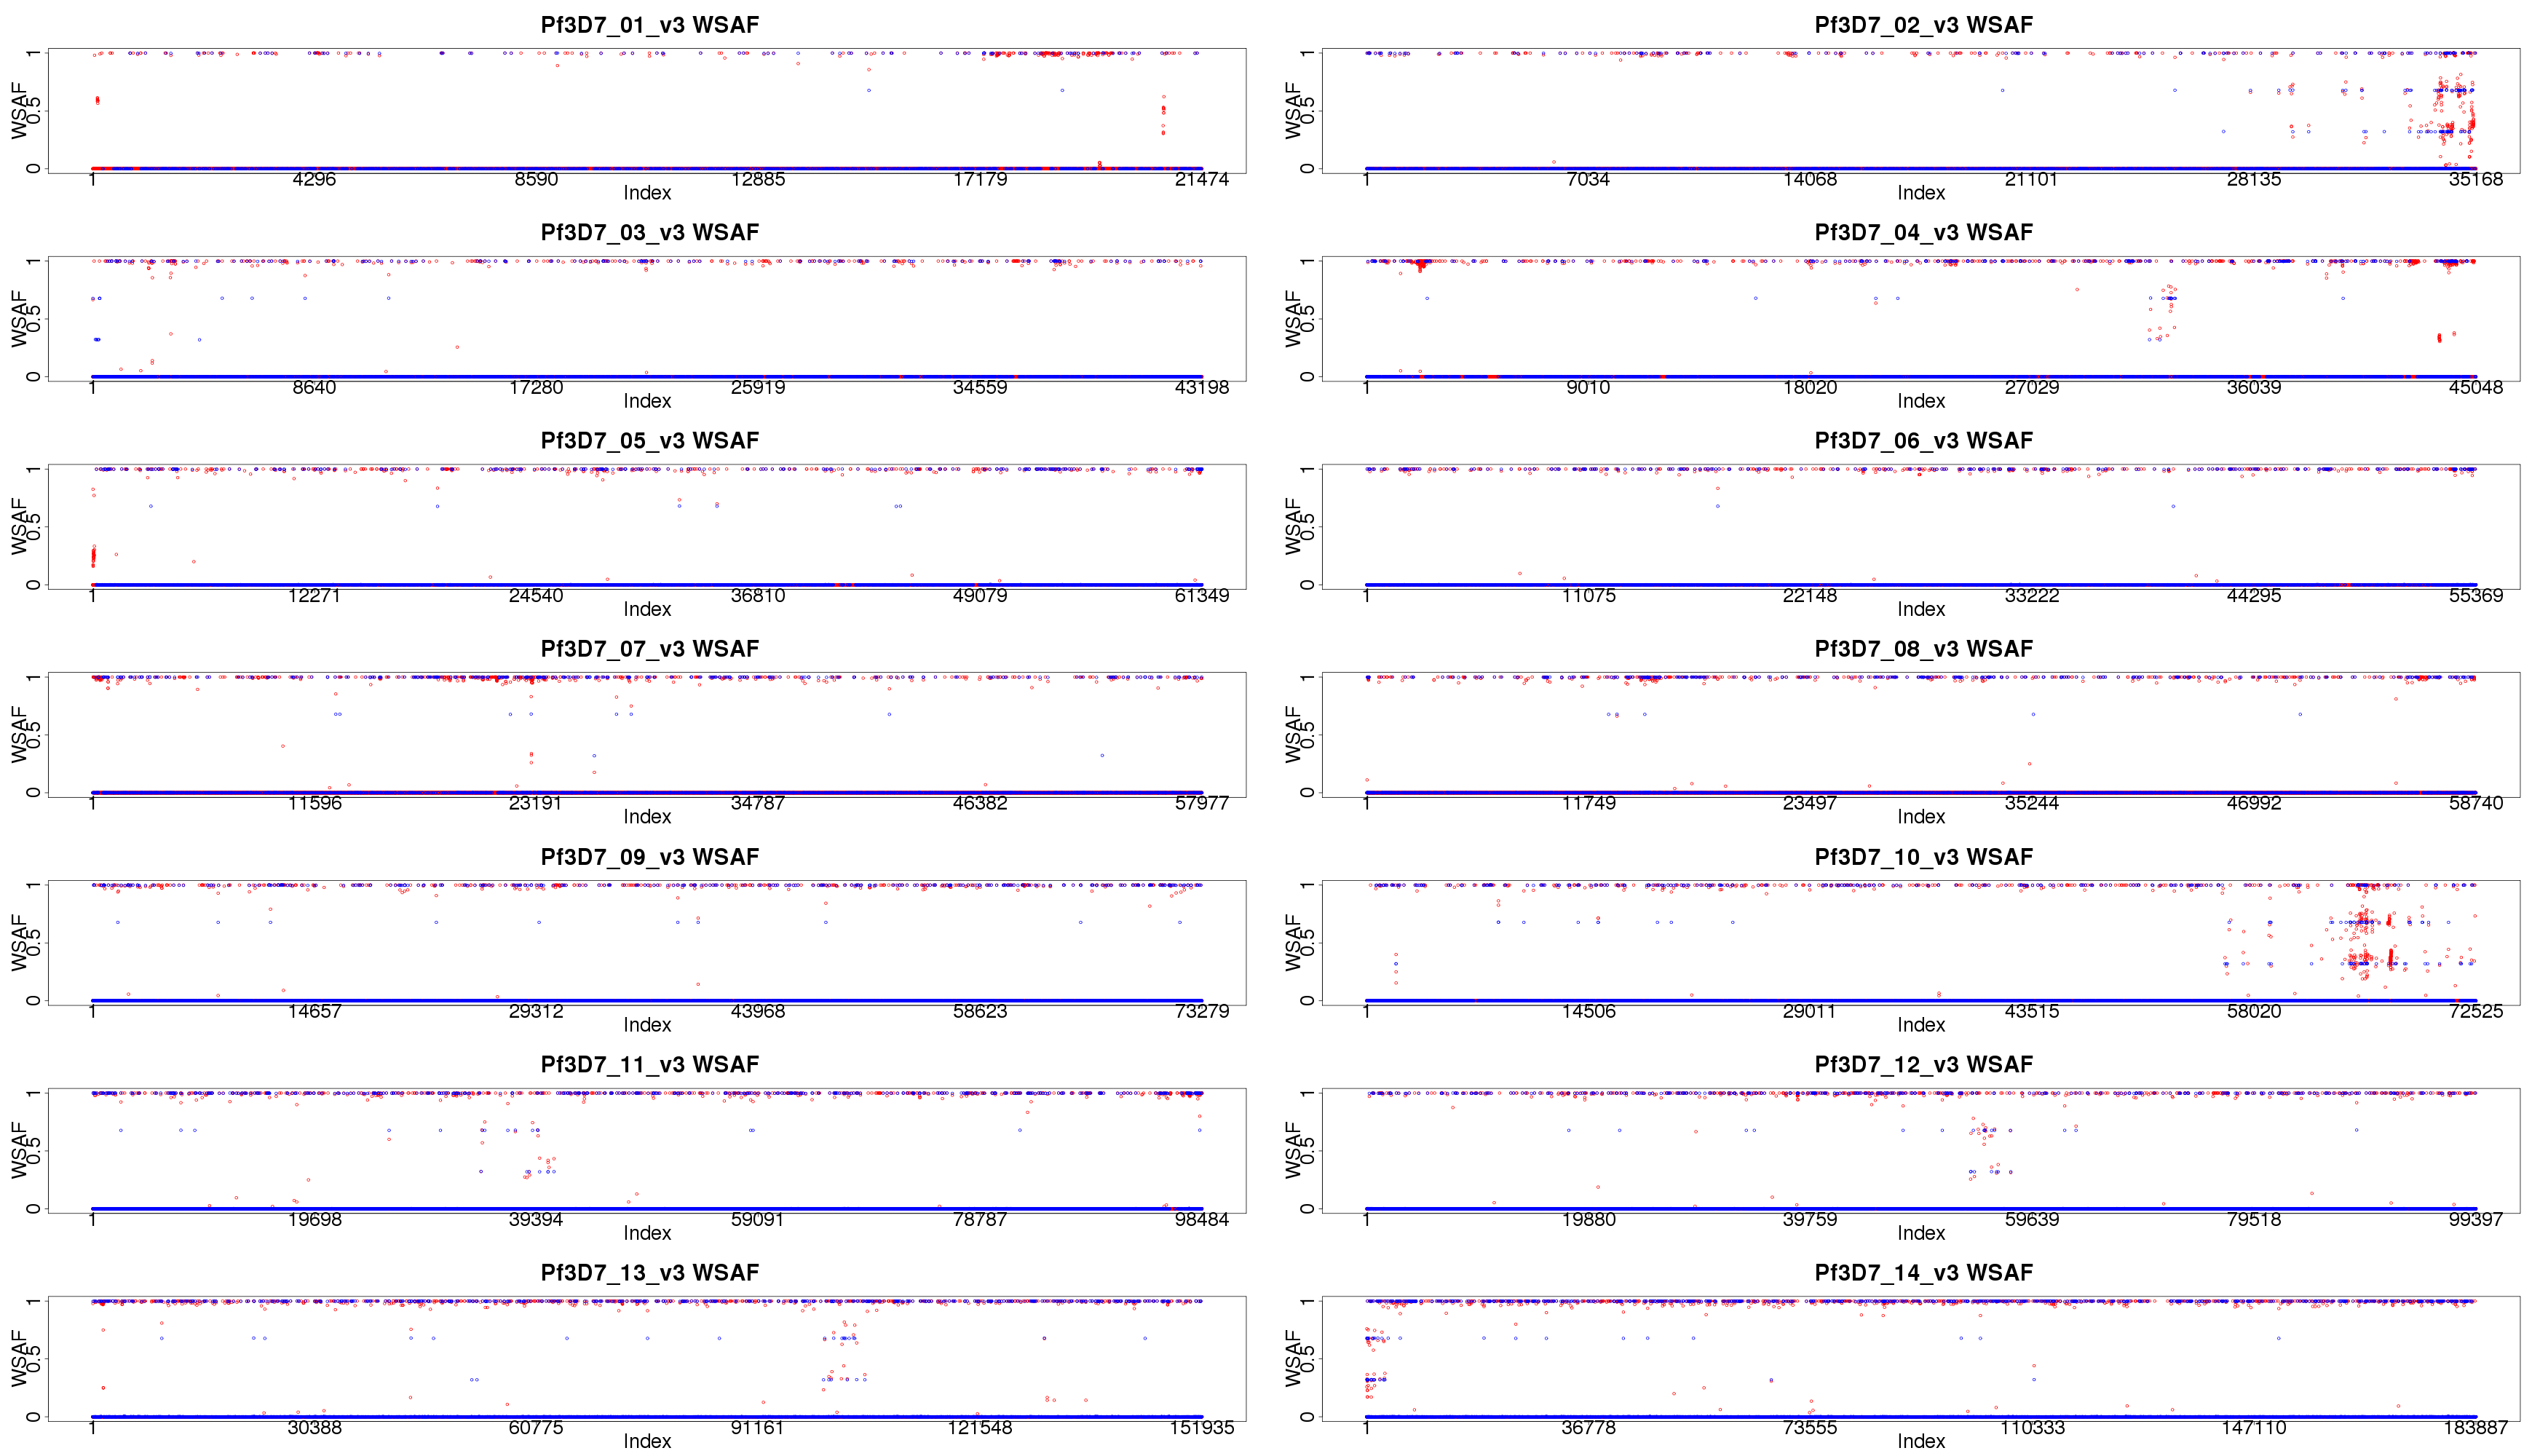 Pf3D7_01_v3 WSAF
WSAF
0 0.5 1
1 4296 8590 12885 17179 21474
Index
Pf3D7_02_v3 WSAF
WSAF
0 0.5 1
1 7034 14068 21101 28135 35168
Index
Pf3D7_03_v3 WSAF
WSAF
0 0.5 1
1 8640 17280 25919 34559 43198
Index
Pf3D7_04_v3 WSAF
WSAF
0 0.5 1
1 9010 18020 27029 36039 45048
Index
Pf3D7_05_v3 WSAF
WSAF
0 0.5 1
1 12271 24540 36810 49079 61349
Index
Pf3D7_06_v3 WSAF
WSAF
0 0.5 1
1 11075 22148 33222 44295 55369
Index
Pf3D7_07_v3 WSAF
WSAF
0 0.5 1
1 11596 23191 34787 46382 57977
Index
Pf3D7_08_v3 WSAF
WSAF
0 0.5 1
1 11749 23497 35244 46992 58740
Index
Pf3D7_09_v3 WSAF
WSAF
0 0.5 1
1 14657 29312 43968 58623 73279
Index
Pf3D7_10_v3 WSAF
WSAF
0 0.5 1
1 14506 29011 43515 58020 72525
Index
Pf3D7_11_v3 WSAF
WSAF
0 0.5 1
1 19698 39394 59091 78787 98484
Index
Pf3D7_12_v3 WSAF
WSAF
0 0.5 1
1 19880 39759 59639 79518 99397
Index
Pf3D7_13_v3 WSAF
WSAF
0 0.5 1
1 30388 60775 91161 121548 151935
Index
Pf3D7_14_v3 WSAF
WSAF
0 0.5 1
1 36778 73555 110333 147110 183887
Index